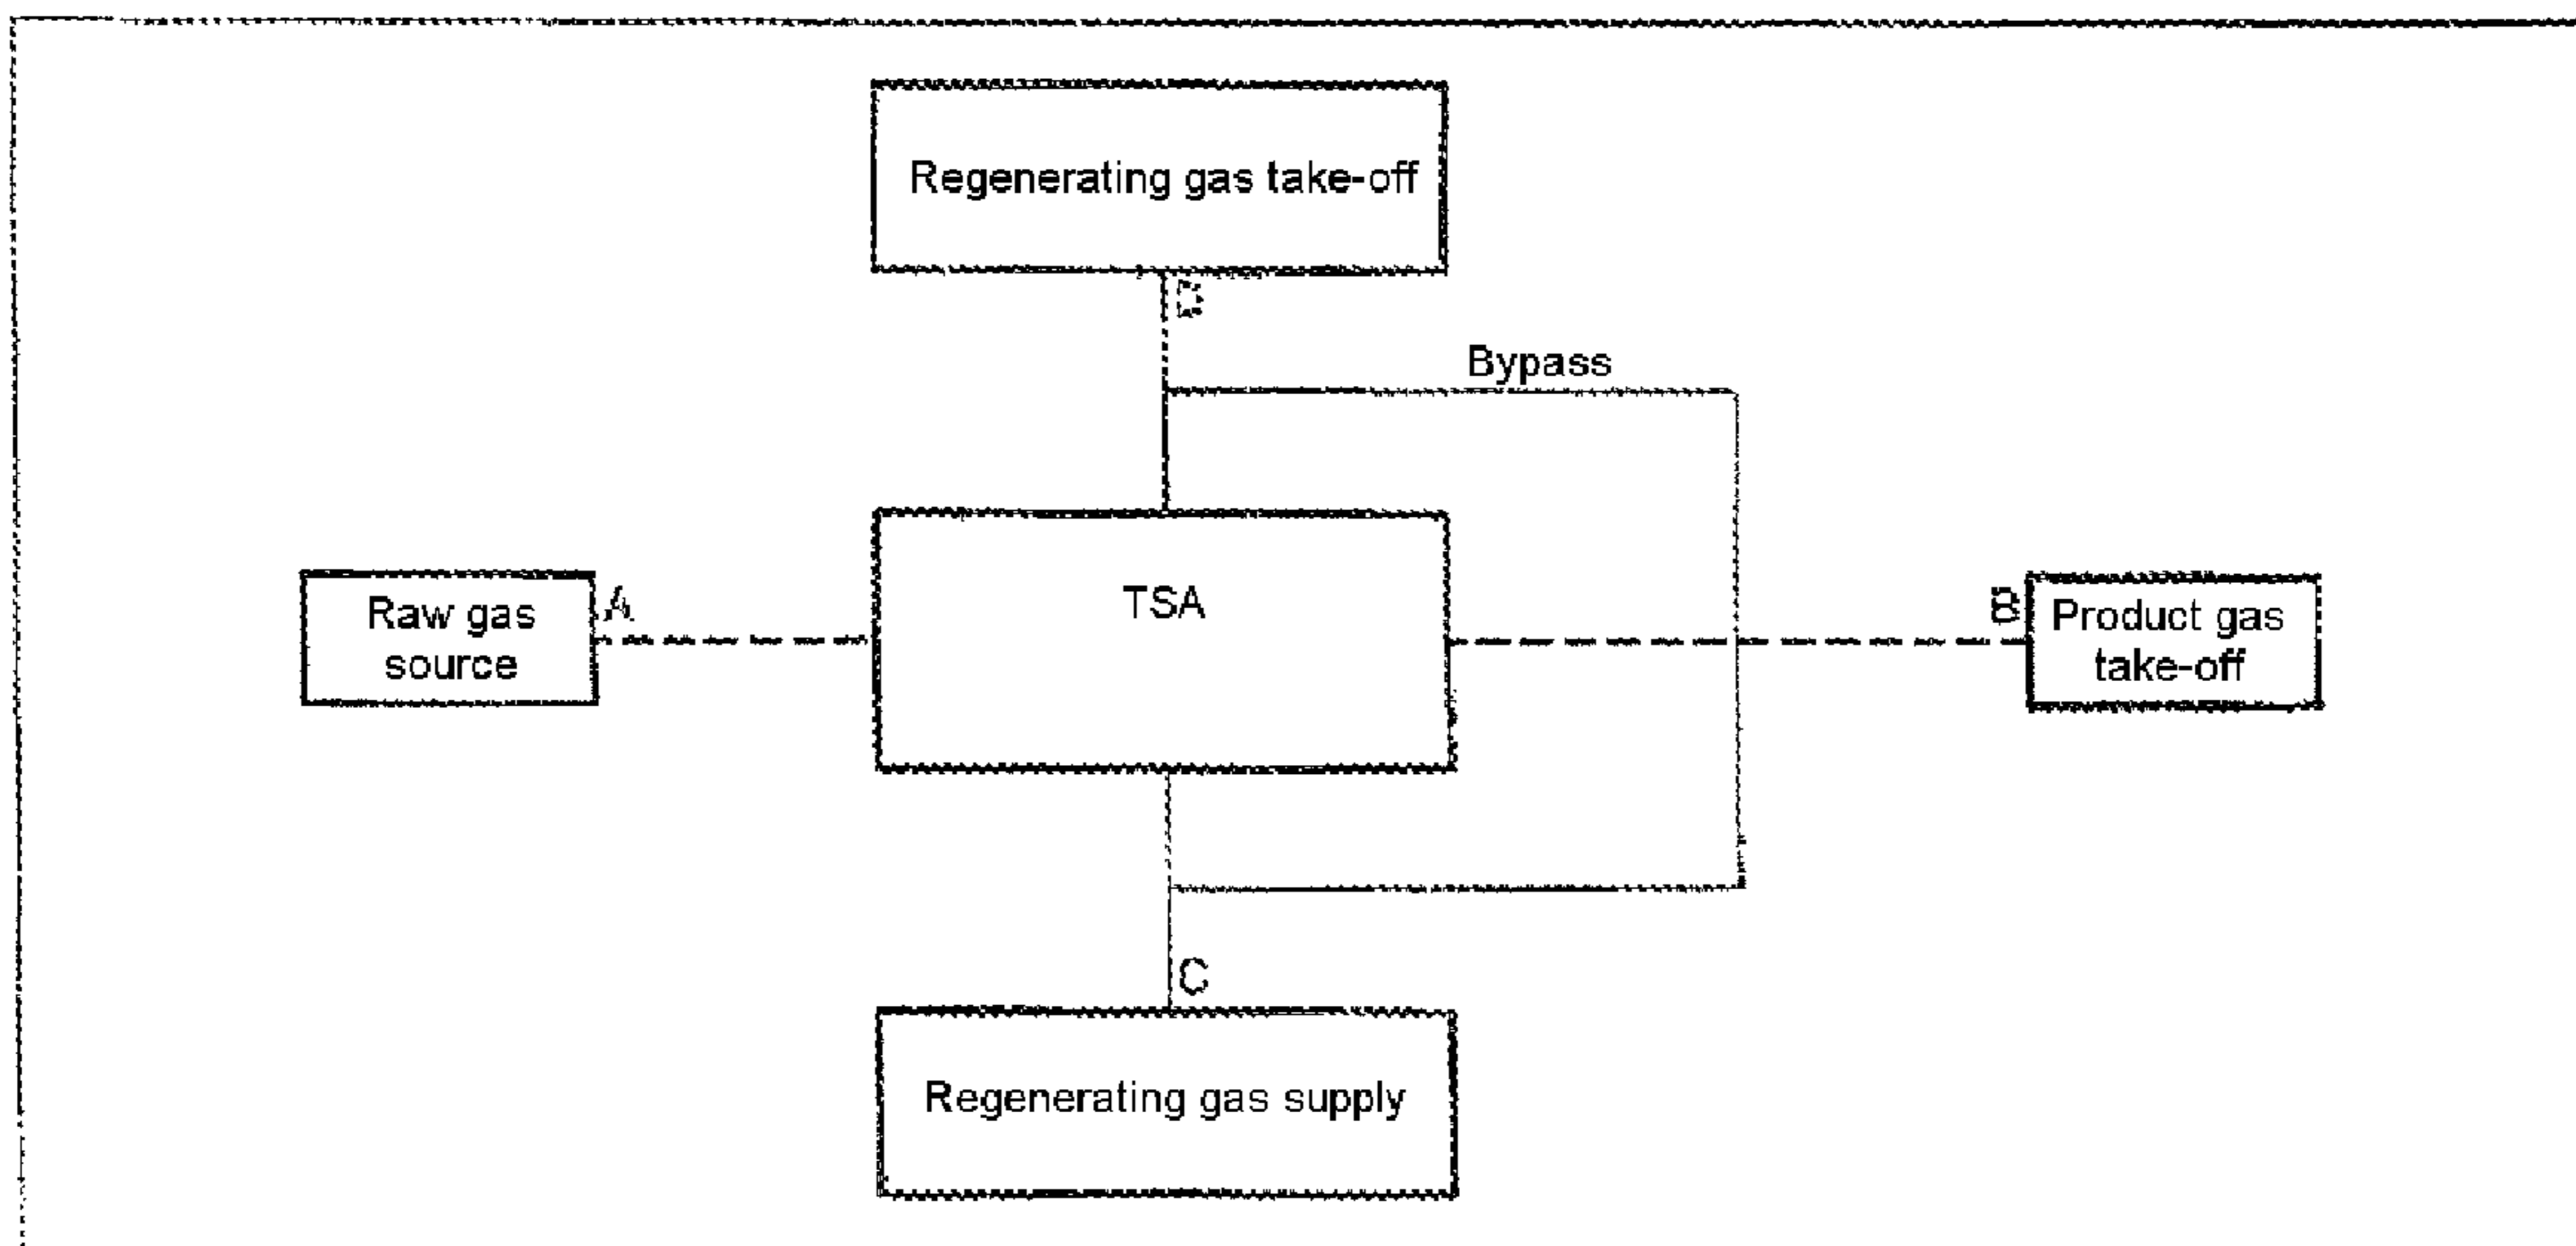 Regenerating gas take-off
D
Bypass
Raw gas
source
A
TSA
B
Product gas
take-off
C
Regenerating gas supply